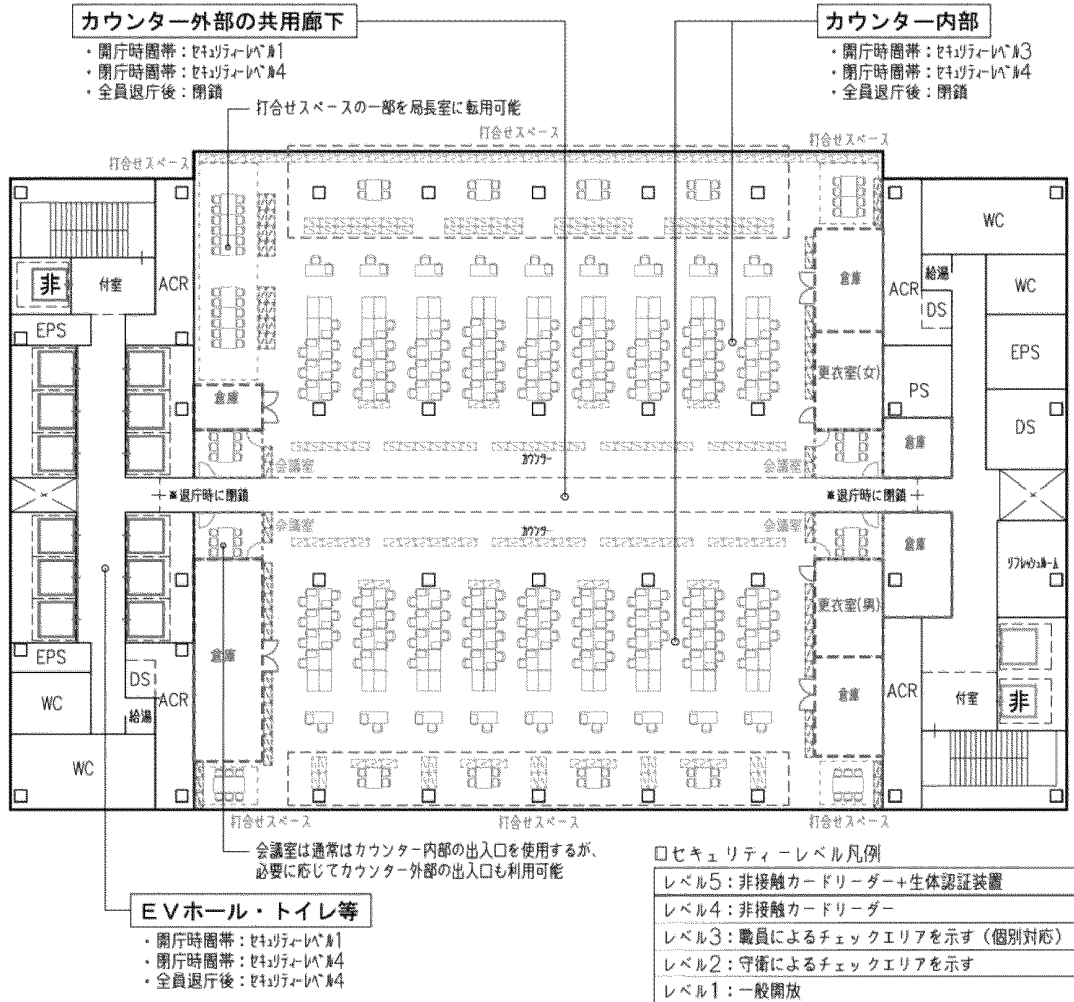 カウンター外部の共用廊下
・開庁時間帯：セキュリティーレベル1
・閉庁時間帯：セキュリティーレベル4
・全員退庁後：閉鎖
カウンター内部
・開庁時間帯：セキュリティーレベル3
・閉庁時間帯：セキュリティーレベル4
・全員退庁後：閉鎖
打合せスペースの一部を局長室に転用可能
打合せスペース
打合せスペース
打合せスペース
非
付室
ACR
EPS
倉庫
倉庫
更衣室(女)
ACR
WC
給湯
DS
WC
EPS
PS
DS
倉庫
会議室
カウンター
会議室
※退庁時に閉鎖
※退庁時に閉鎖
会議室
カウンター
会議室
倉庫
リフレッシュルーム
更衣室(男)
倉庫
倉庫
EPS
DS
WC
給湯
ACR
WC
ACR
付室
非
打合せスペース
打合せスペース
打合せスペース
会議室は通常はカウンター内部の出入口を使用するが、
必要に応じてカウンター外部の出入口も利用可能
EVホール・トイレ等
・開庁時間帯：セキュリティーレベル1
・閉庁時間帯：セキュリティーレベル4
・全員退庁後：セキュリティーレベル4
□セキュリティーレベル凡例
レベル5：非接触カードリーダー+生体認証装置
レベル4：非接触カードリーダー
レベル3：職員によるチェックエリアを示す（個別対応）
レベル2：守衛によるチェックエリアを示す
レベル1：一般開放